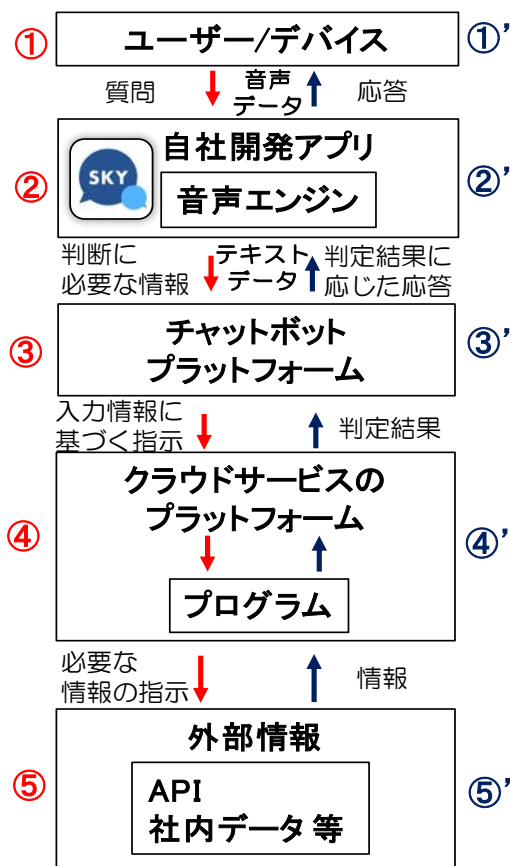 ① ユーザー/デバイス ①’
質問 音声 応答
データ
自社開発アプリ
② SKY 音声エンジン ②’
判断に テキスト 判定結果に
必要な情報 データ 応じた応答
チャットボット
③ プラットフォーム ③’
入力情報に
基づく指示 判定結果
クラウドサービスの
プラットフォーム
④ ④’
プログラム
必要な
情報の指示 情報
外部情報
⑤ API ⑤’
社内データ 等